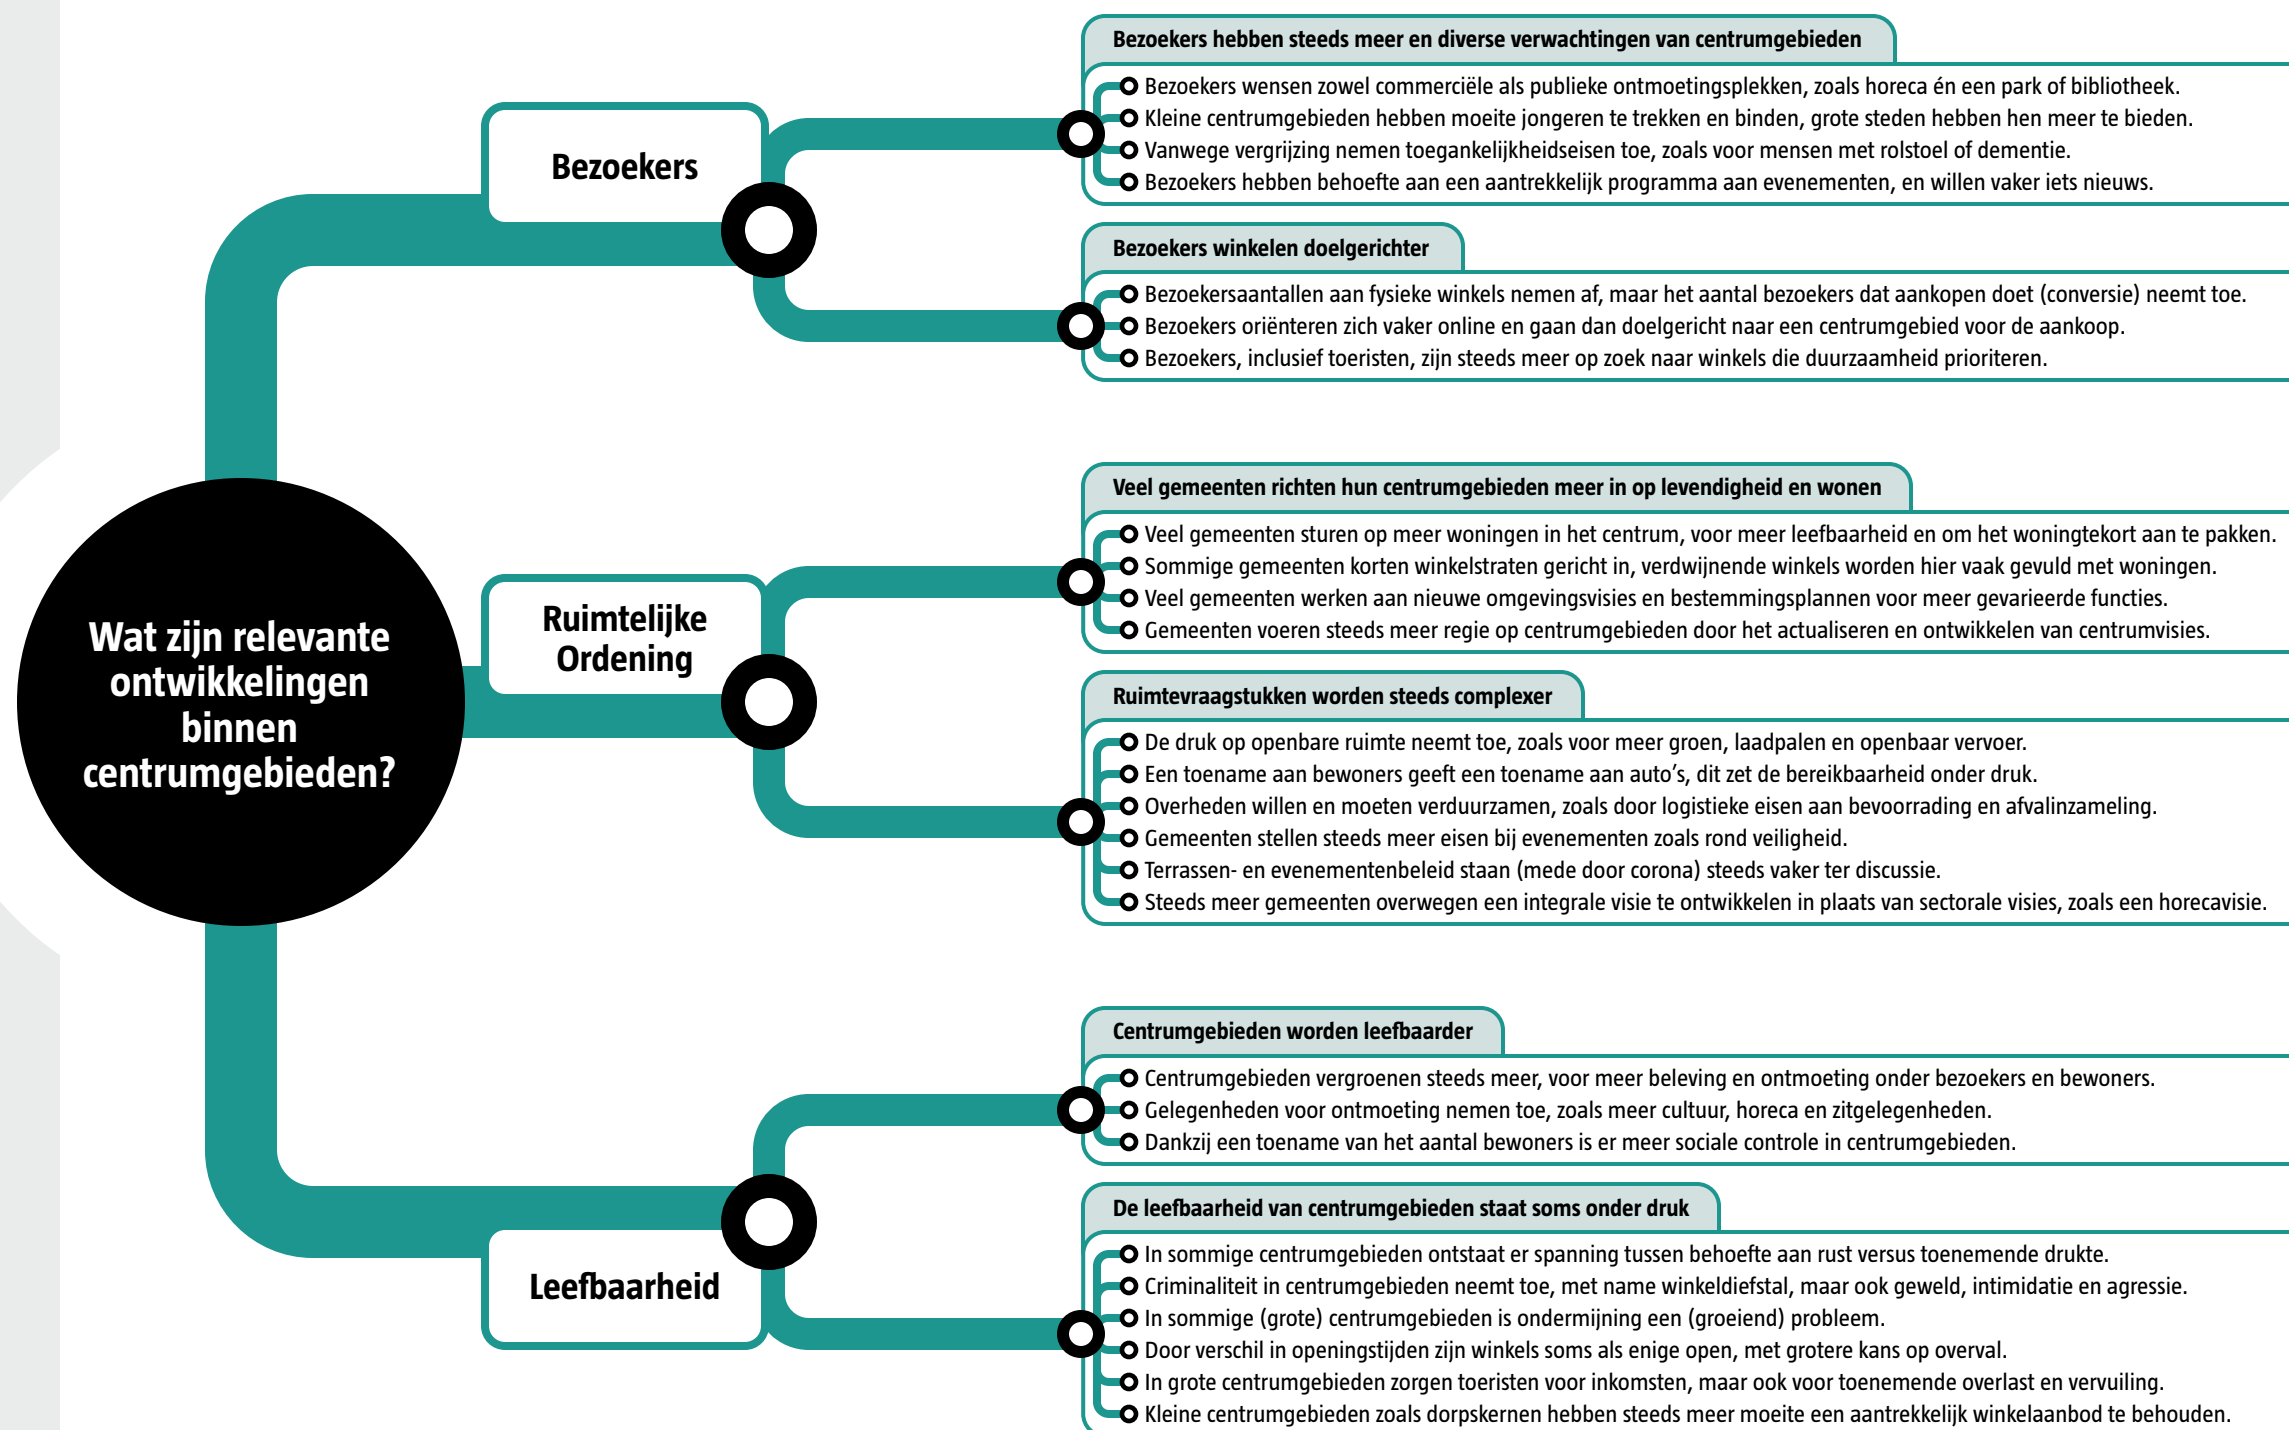 Wat zijn relevante
ontwikkelingen
binnen
centrumgebieden?
Bezoekers
Bezoekers hebben steeds meer en diverse verwachtingen van centrumgebieden
Bezoekers wensen zowel commerciële als publieke ontmoetingsplekken, zoals horeca én een park of bibliotheek.
Kleine centrumgebieden hebben moeite jongeren te trekken en binden, grote steden hebben hen meer te bieden.
Vanwege vergrijzing nemen toegankelijkheidseisen toe, zoals voor mensen met rolstoel of dementie.
Bezoekers hebben behoefte aan een aantrekkelijk programma aan evenementen, en willen vaker iets nieuws.
Bezoekers winkelen doelgerichter
Bezoekersaantallen aan fysieke winkels nemen af, maar het aantal bezoekers dat aankopen doet (conversie) neemt toe.
Bezoekers oriënteren zich vaker online en gaan dan doelgericht naar een centrumgebied voor de aankoop.
Bezoekers, inclusief toeristen, zijn steeds meer op zoek naar winkels die duurzaamheid prioriteren.
Ruimtelijke
Ordening
Veel gemeenten richten hun centrumgebieden meer in op levendigheid en wonen
Veel gemeenten sturen op meer woningen in het centrum, voor meer leefbaarheid en om het woningtekort aan te pakken.
Sommige gemeenten korten winkelstraten gericht in, verdwijnende winkels worden hier vaak gevuld met woningen.
Veel gemeenten werken aan nieuwe omgevingsvisies en bestemmingsplannen voor meer gevarieerde functies.
Gemeenten voeren steeds meer regie op centrumgebieden door het actualiseren en ontwikkelen van centrumvisies.
Ruimtevraagstukken worden steeds complexer
De druk op openbare ruimte neemt toe, zoals voor meer groen, laadpalen en openbaar vervoer.
Een toename aan bewoners geeft een toename aan auto's, dit zet de bereikbaarheid onder druk.
Overheden willen en moeten verduurzamen, zoals door logistieke eisen aan bevoorrading en afvalinzameling.
Gemeenten stellen steeds meer eisen bij evenementen zoals rond veiligheid.
Terrassen- en evenementenbeleid staan (mede door corona) steeds vaker ter discussie.
Steeds meer gemeenten overwegen een integrale visie te ontwikkelen in plaats van sectorale visies, zoals een horecavisie.
Leefbaarheid
Centrumgebieden worden leefbaarder
Centrumgebieden vergroenen steeds meer, voor meer beleving en ontmoeting onder bezoekers en bewoners.
Gelegenheden voor ontmoeting nemen toe, zoals meer cultuur, horeca en zitgelegenheden.
Dankzij een toename van het aantal bewoners is er meer sociale controle in centrumgebieden.
De leefbaarheid van centrumgebieden staat soms onder druk
In sommige centrumgebieden ontstaat er spanning tussen behoefte aan rust versus toenemende drukte.
Criminaliteit in centrumgebieden neemt toe, met name winkeldiefstal, maar ook geweld, intimidatie en agressie.
In sommige (grote) centrumgebieden is ondermijning een (groeiend) probleem.
Door verschil in openingstijden zijn winkels soms als enige open, met grotere kans op overval.
In grote centrumgebieden zorgen toeristen voor inkomsten, maar ook voor toenemende overlast en vervuiling.
Kleine centrumgebieden zoals dorpskernen hebben steeds meer moeite een aantrekkelijk winkelaanbod te behouden.